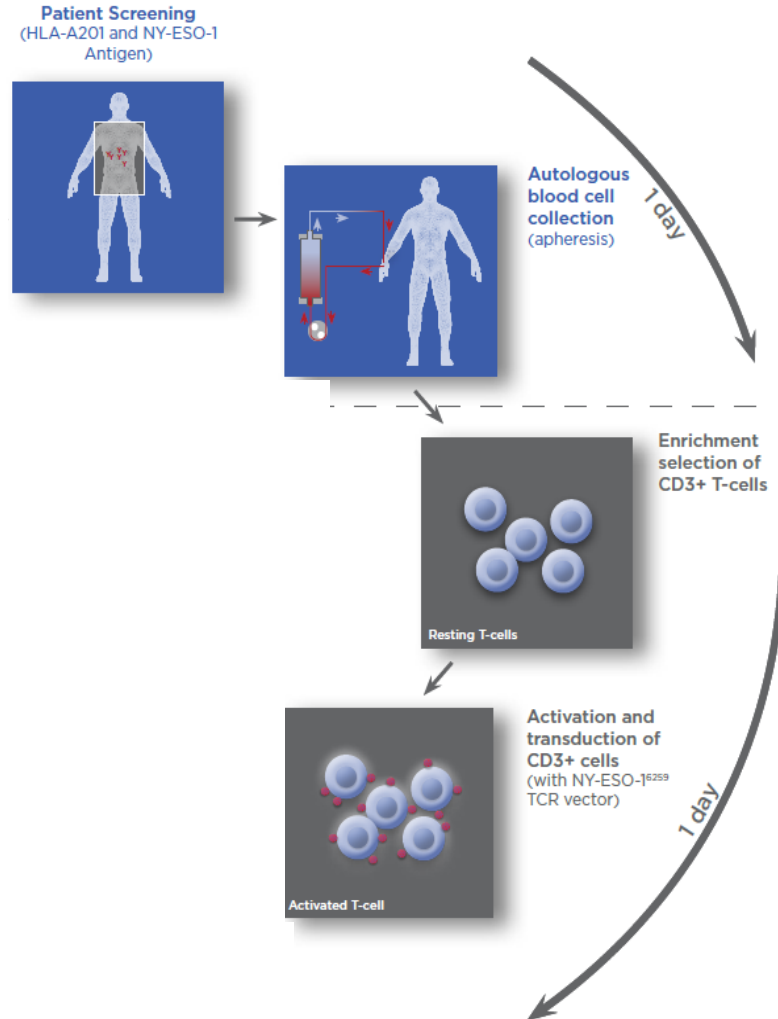 Patient Screening
(HLA-A201 and NY-ESO-1
Antigen)
Autologous
blood cell
collection
(apheresis)
1 day
Enrichment
selection of
CD3+ T-cells
Resting T-cells
Activation and
transduction of
CD3+ cells
(with NY-ESO-1⁶²⁵⁹
TCR vector)
Activated T-cell
1 day